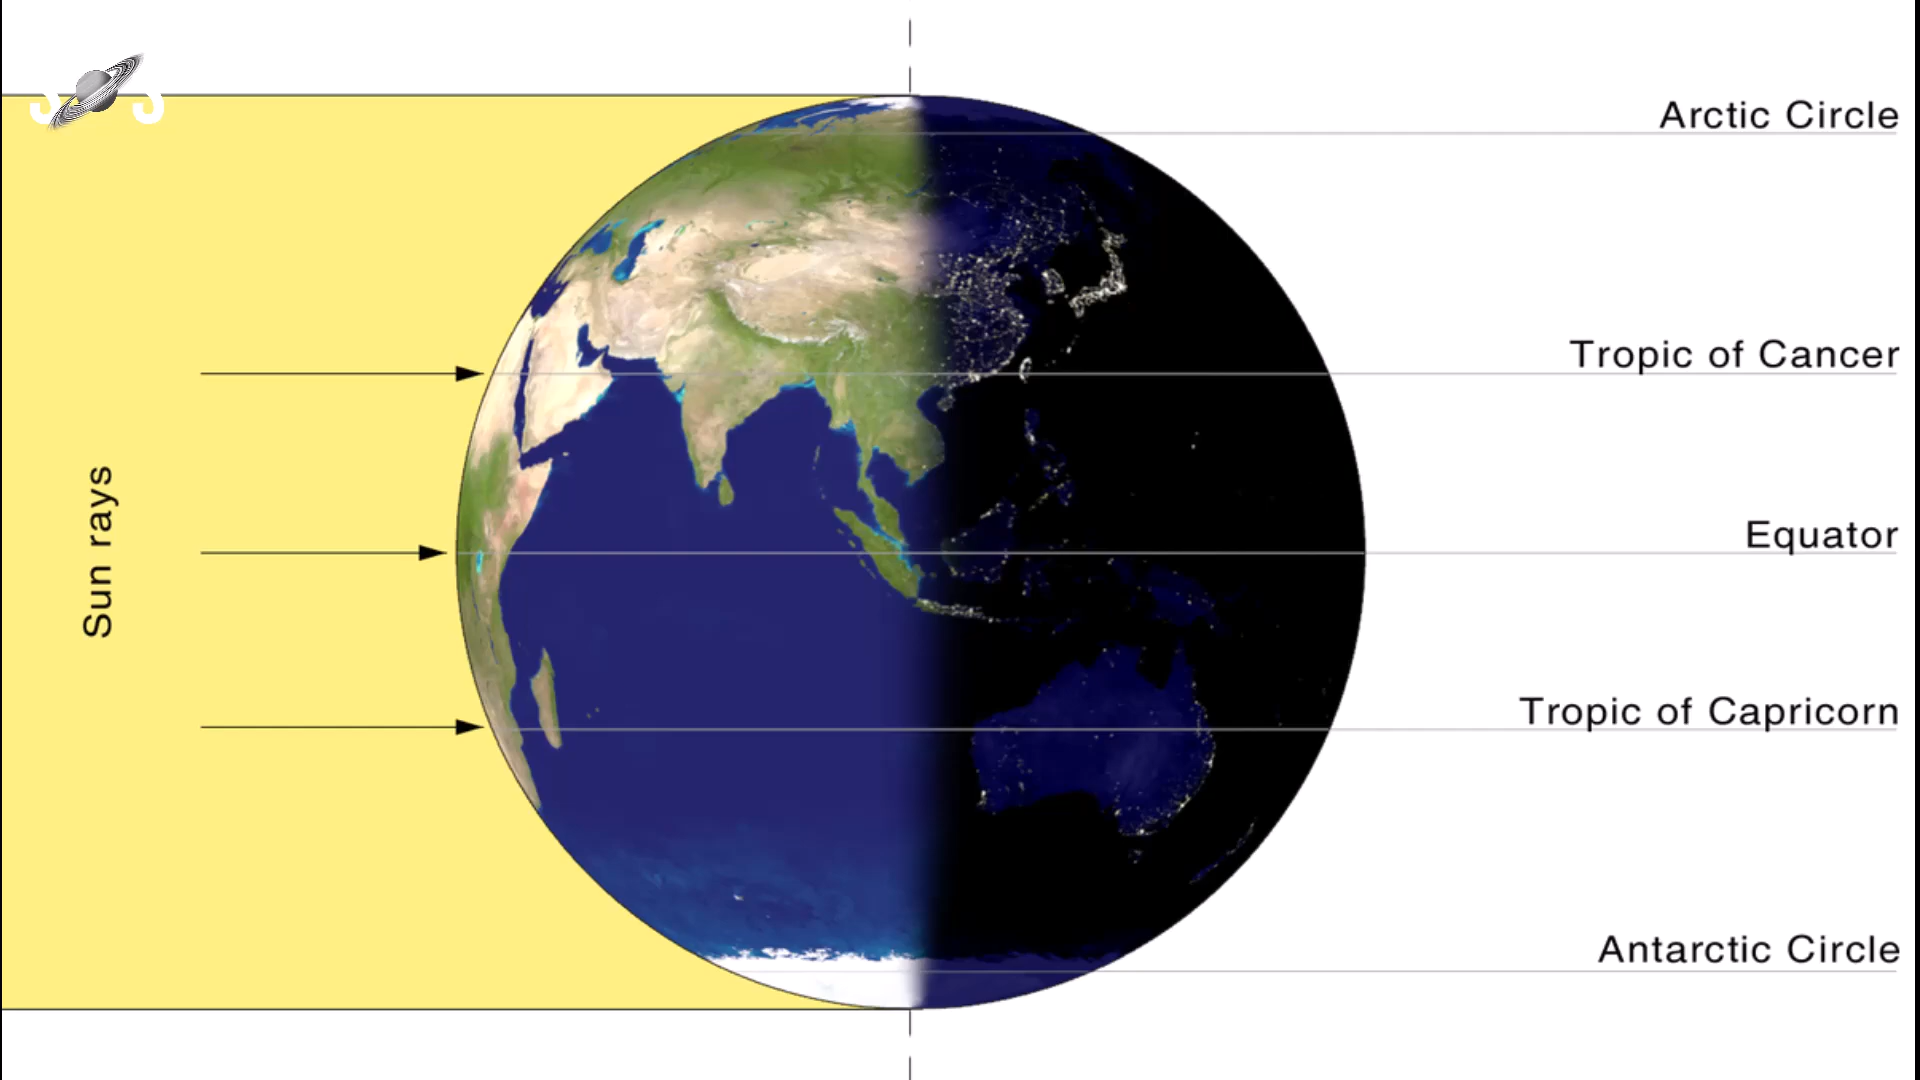 Arctic Circle
Tropic of Cancer
Sun rays
Equator
Tropic of Capricorn
Antarctic Circle